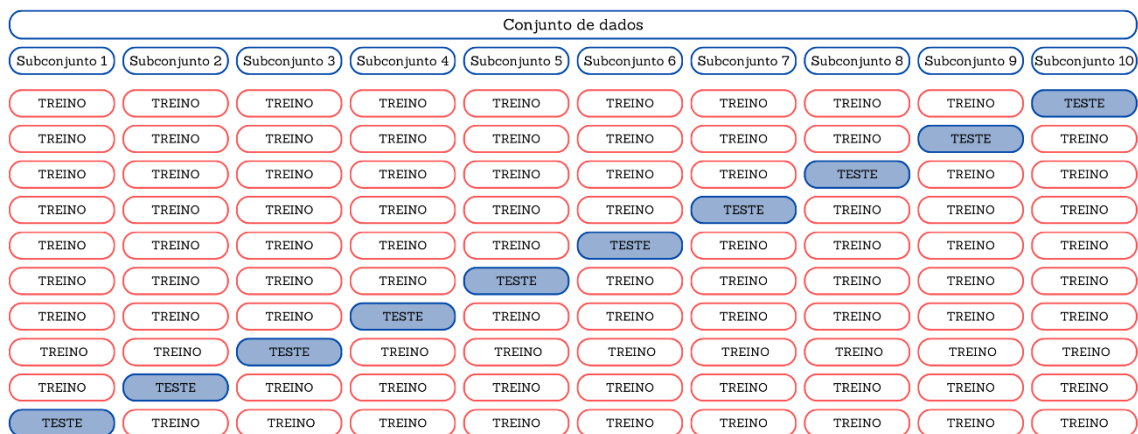 Conjunto de dados
Subconjunto 1 Subconjunto 2 Subconjunto 3 Subconjunto 4 Subconjunto 5 Subconjunto 6 Subconjunto 7 Subconjunto 8 Subconjunto 9 Subconjunto 10
TREINO TREINO TREINO TREINO TREINO TREINO TREINO TREINO TREINO TESTE
TREINO TREINO TREINO TREINO TREINO TREINO TREINO TREINO TESTE TREINO
TREINO TREINO TREINO TREINO TREINO TREINO TREINO TESTE TREINO TREINO
TREINO TREINO TREINO TREINO TREINO TREINO TESTE TREINO TREINO TREINO
TREINO TREINO TREINO TREINO TREINO TESTE TREINO TREINO TREINO TREINO
TREINO TREINO TREINO TREINO TESTE TREINO TREINO TREINO TREINO TREINO
TREINO TREINO TREINO TESTE TREINO TREINO TREINO TREINO TREINO TREINO
TREINO TREINO TESTE TREINO TREINO TREINO TREINO TREINO TREINO TREINO
TREINO TESTE TREINO TREINO TREINO TREINO TREINO TREINO TREINO TREINO
TESTE TREINO TREINO TREINO TREINO TREINO TREINO TREINO TREINO TREINO